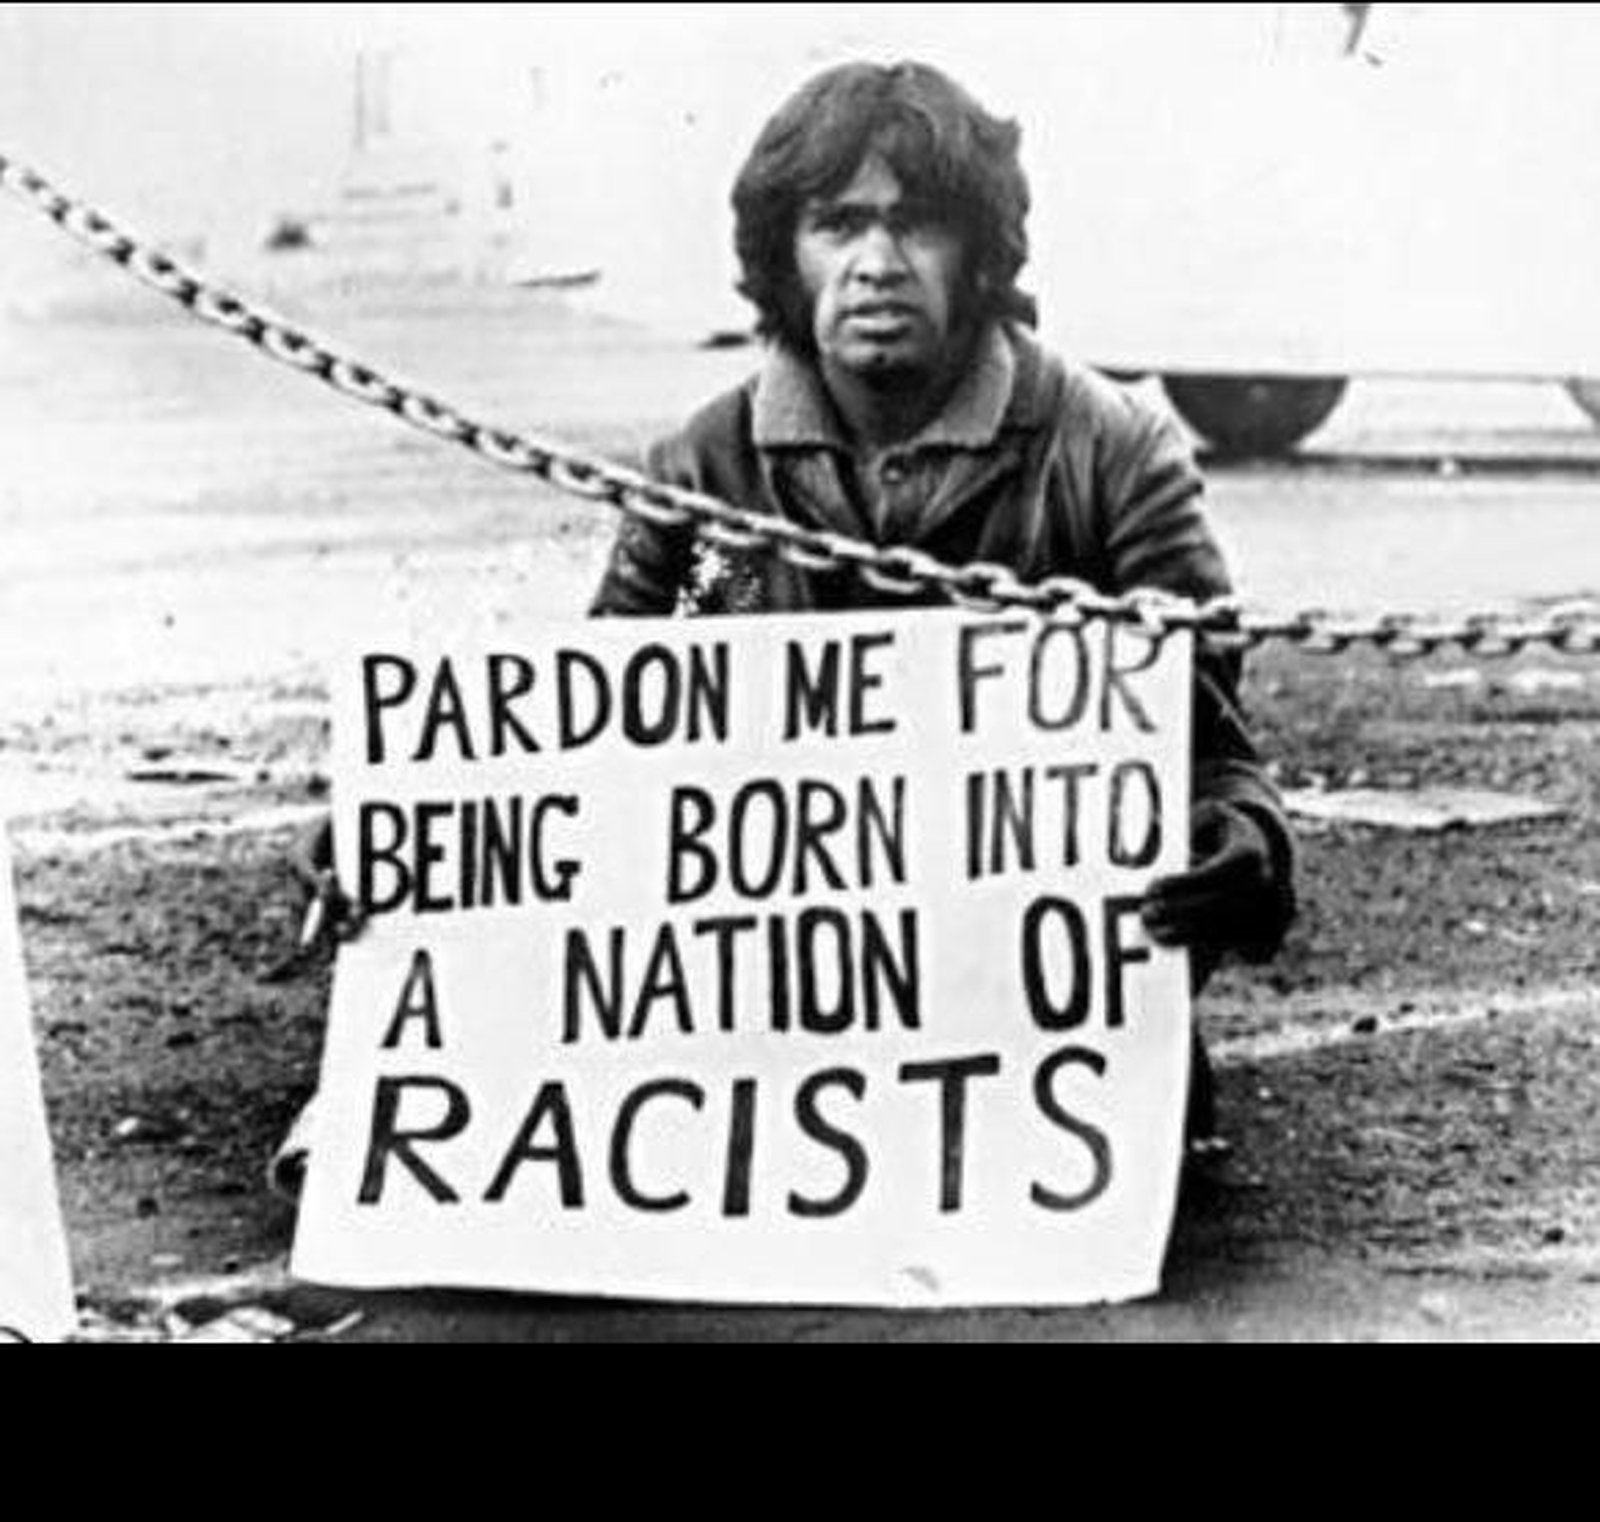 PARDON ME FOR
BEING BORN INTO
A NATION OF
RACISTS